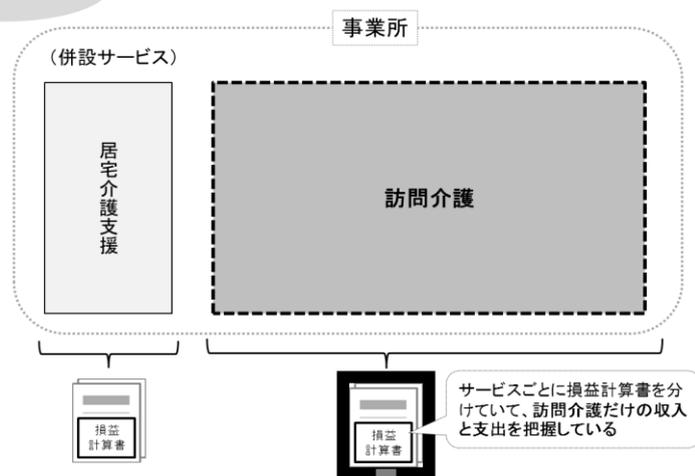 事業所
（併設サービス）
居宅介護支援
訪問介護
損益
計算書
損益
計算書
サービスごとに損益計算書を分
けていて、訪問介護だけの収入
と支出を把握している